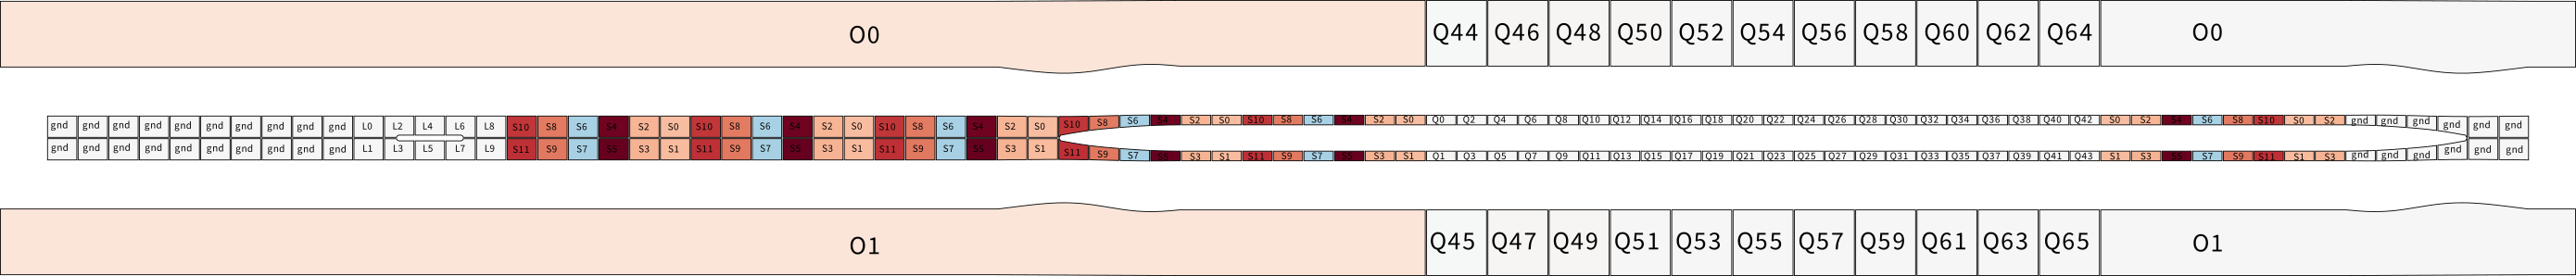 O0 Q44 Q46 Q48 Q50 Q52 Q54 Q56 Q58 Q60 Q62 Q64 O0
gnd gnd gnd gnd gnd gnd gnd gnd gnd gnd L0 L2 L4 L6 L8 S10 S8 S6 S4 S2 S0 S10 S8 S6 S4 S2 S0 S10 S8 S6 S4 S2 S0 S10 S8 S6 S4 S2 S0 S10 S8 S6 S4 S2 S0 Q0 Q2 Q4 Q6 Q8 Q10 Q12 Q14 Q16 Q18 Q20 Q22 Q24 Q26 Q28 Q30 Q32 Q34 Q36 Q38 Q40 Q42 S0 S2 S4 S6 S8 S10 S0 S2 gnd gnd gnd gnd gnd gnd
gnd gnd gnd gnd gnd gnd gnd gnd gnd gnd L1 L3 L5 L7 L9 S11 S9 S7 S5 S3 S1 S11 S9 S7 S5 S3 S1 S11 S9 S7 S5 S3 S1 S11 S9 S7 S5 S3 S1 S11 S9 S7 S5 S3 S1 Q1 Q3 Q5 Q7 Q9 Q11 Q13 Q15 Q17 Q19 Q21 Q23 Q25 Q27 Q29 Q31 Q33 Q35 Q37 Q39 Q41 Q43 S1 S3 S5 S7 S9 S11 S1 S3 gnd gnd gnd gnd gnd gnd
O1 Q45 Q47 Q49 Q51 Q53 Q55 Q57 Q59 Q61 Q63 Q65 O1